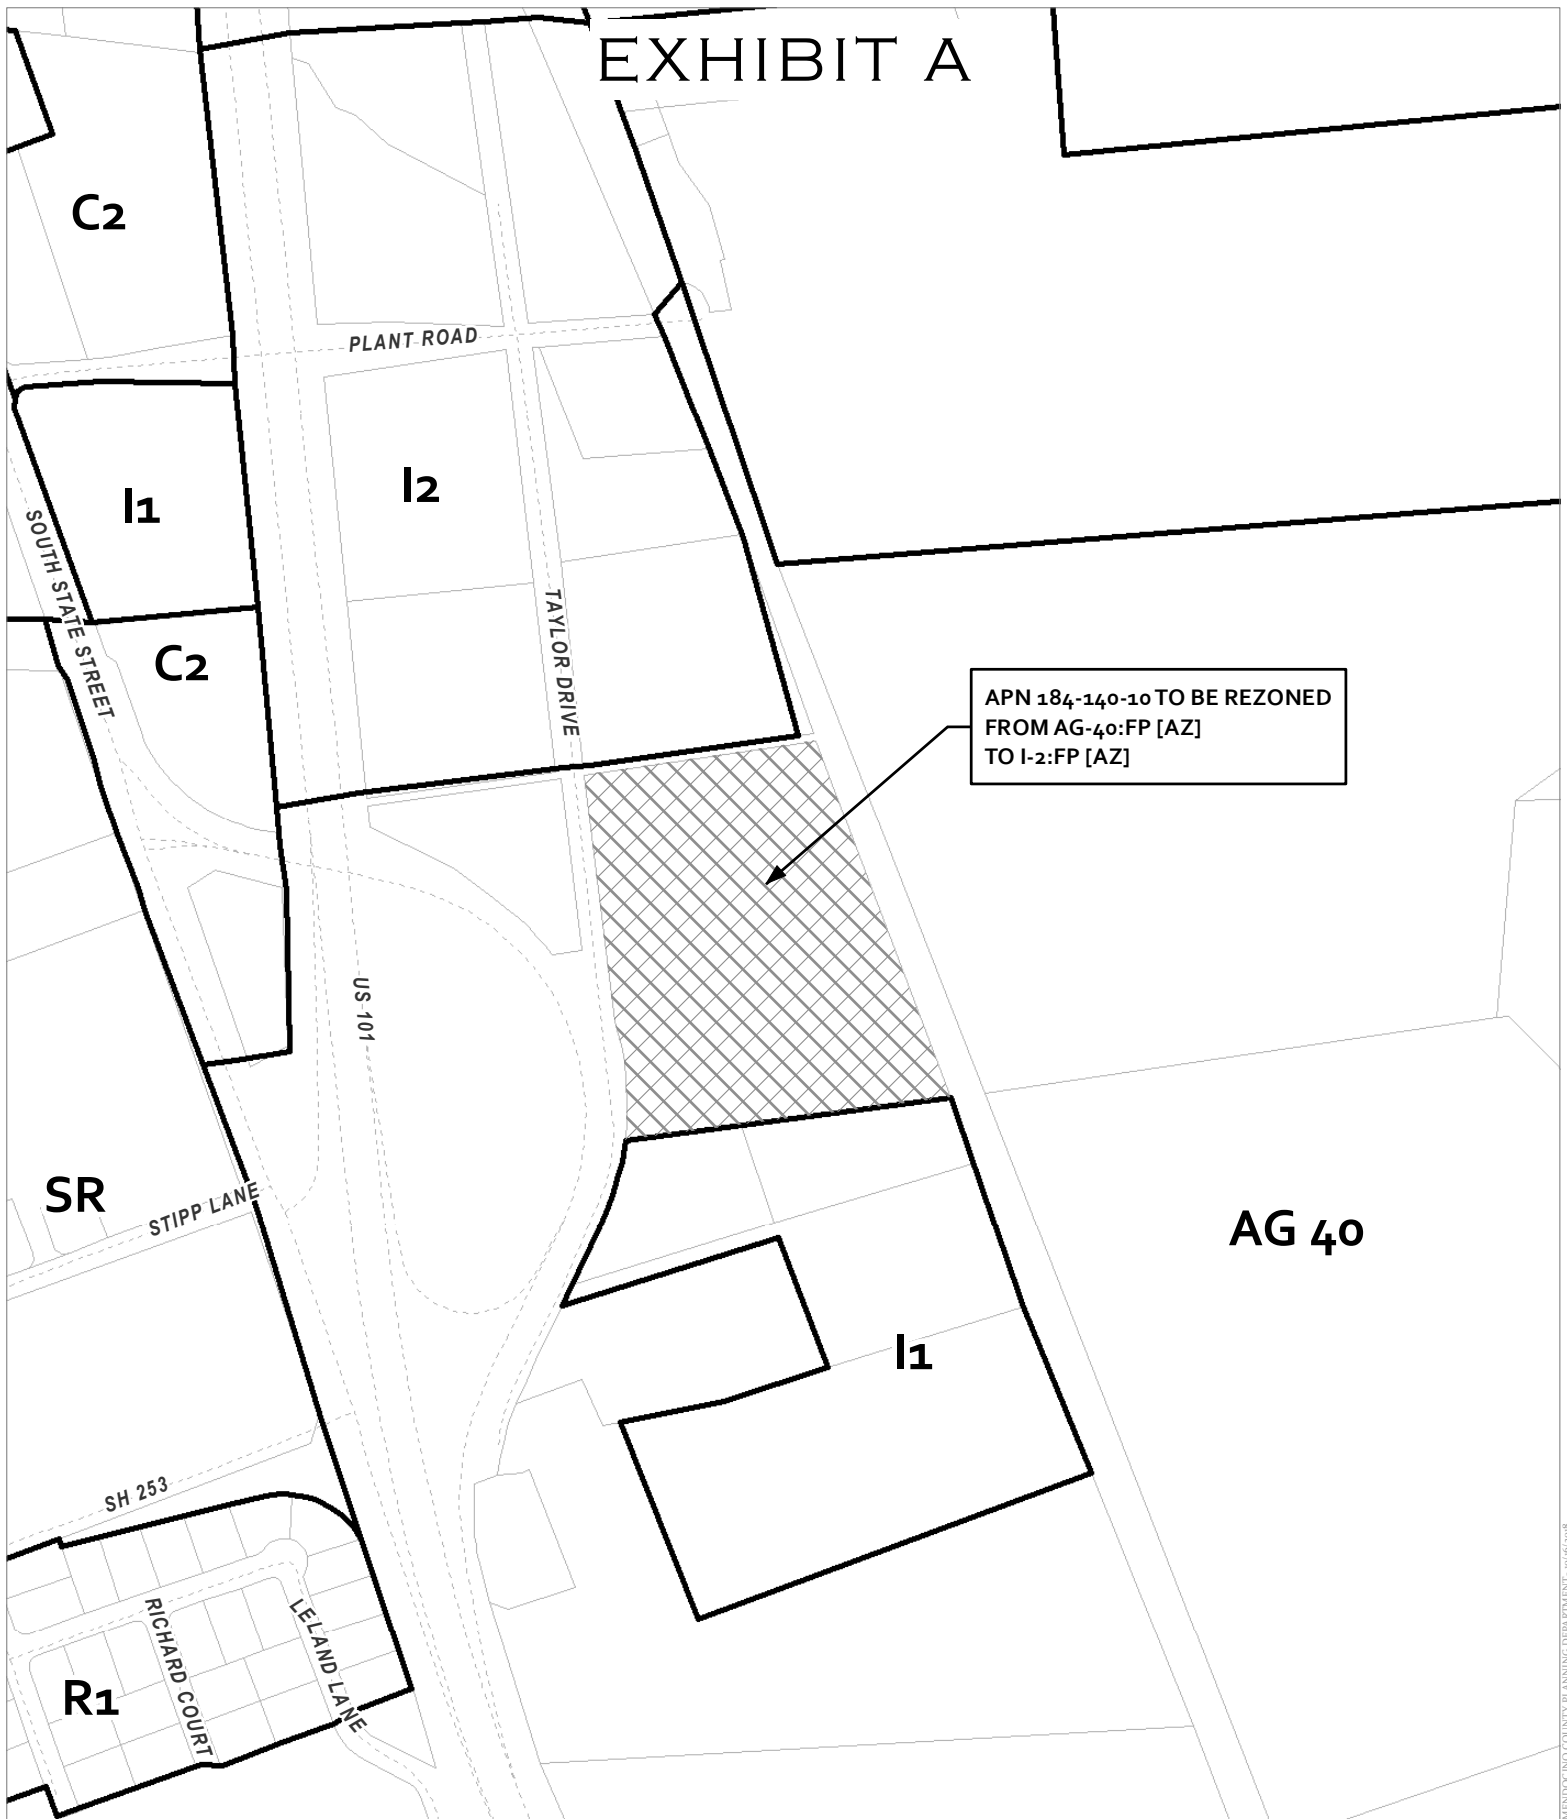 EXHIBIT A
C2
PLANT ROAD
I1
I2
SOUTH STATE STREET
TAYLOR DRIVE
C2
APN 184-140-10 TO BE REZONED
FROM AG-40:FP [AZ]
TO I-2:FP [AZ]
US 101
SR
STIPP LANE
AG 40
I1
SH 253
RICHARD COURT
LELAND LANE
R1